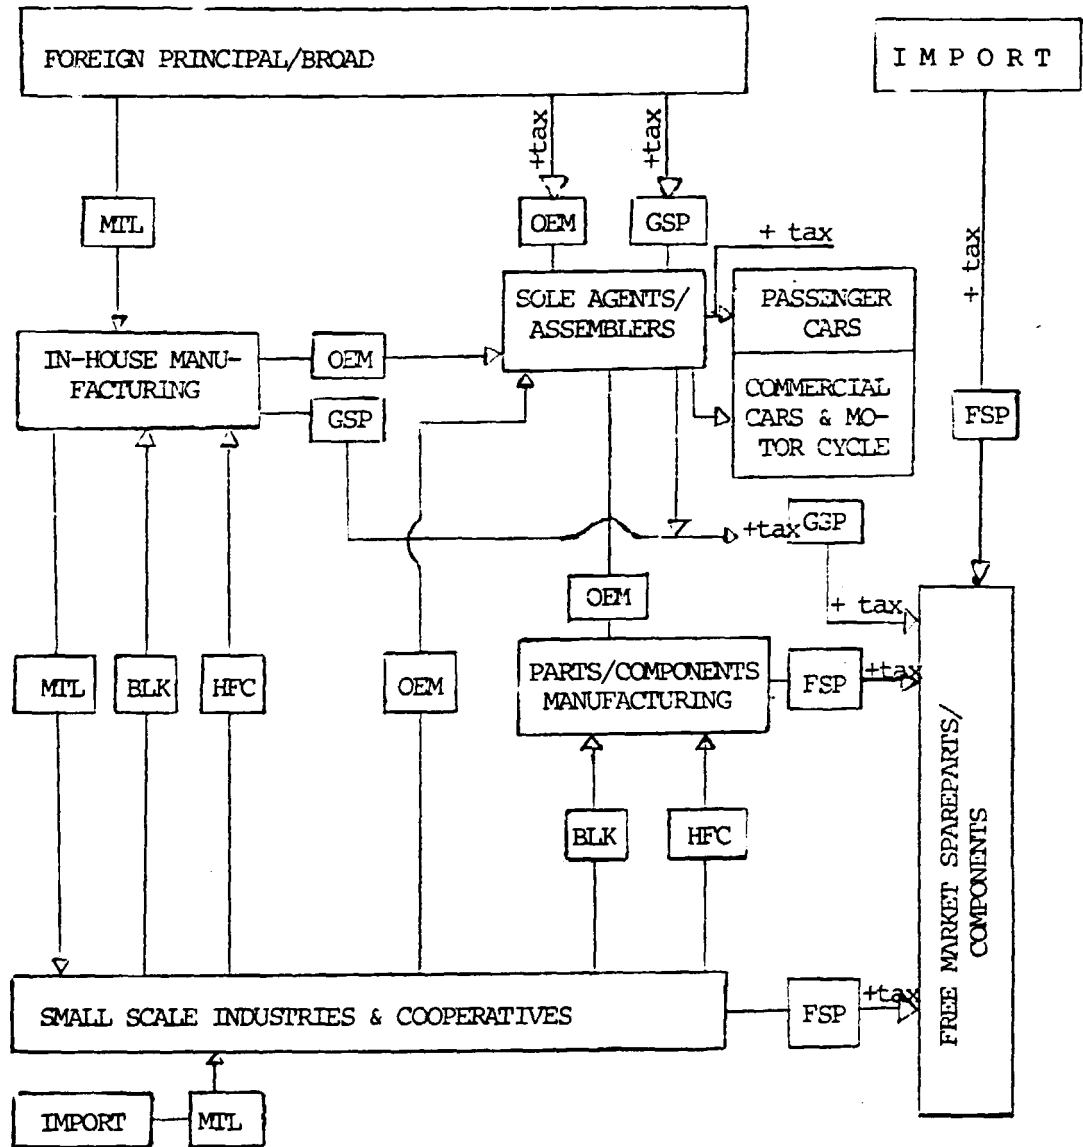 FOREIGN PRINCIPAL/BROAD
IMPORT
+tax
+tax
+ tax
MTL
OEM
GSP
+ tax
SOLE AGENTS/
ASSEMBLERS
PASSENGER
CARS
IN-HOUSE MANU-
FACTURING
OEM
GSP
COMMERCIAL
CARS & MO-
TOR CYCLE
FSP
+tax
GSP
OEM
+ tax
MTL
BLK
HFC
OEM
PARTS/COMPONENTS
MANUFACTURING
FSP
+tax
BLK
HFC
FREE MARKET SPAREPARTS/
COMPONENTS
SMALL SCALE INDUSTRIES & COOPERATIVES
FSP
+tax
IMPORT
MTL